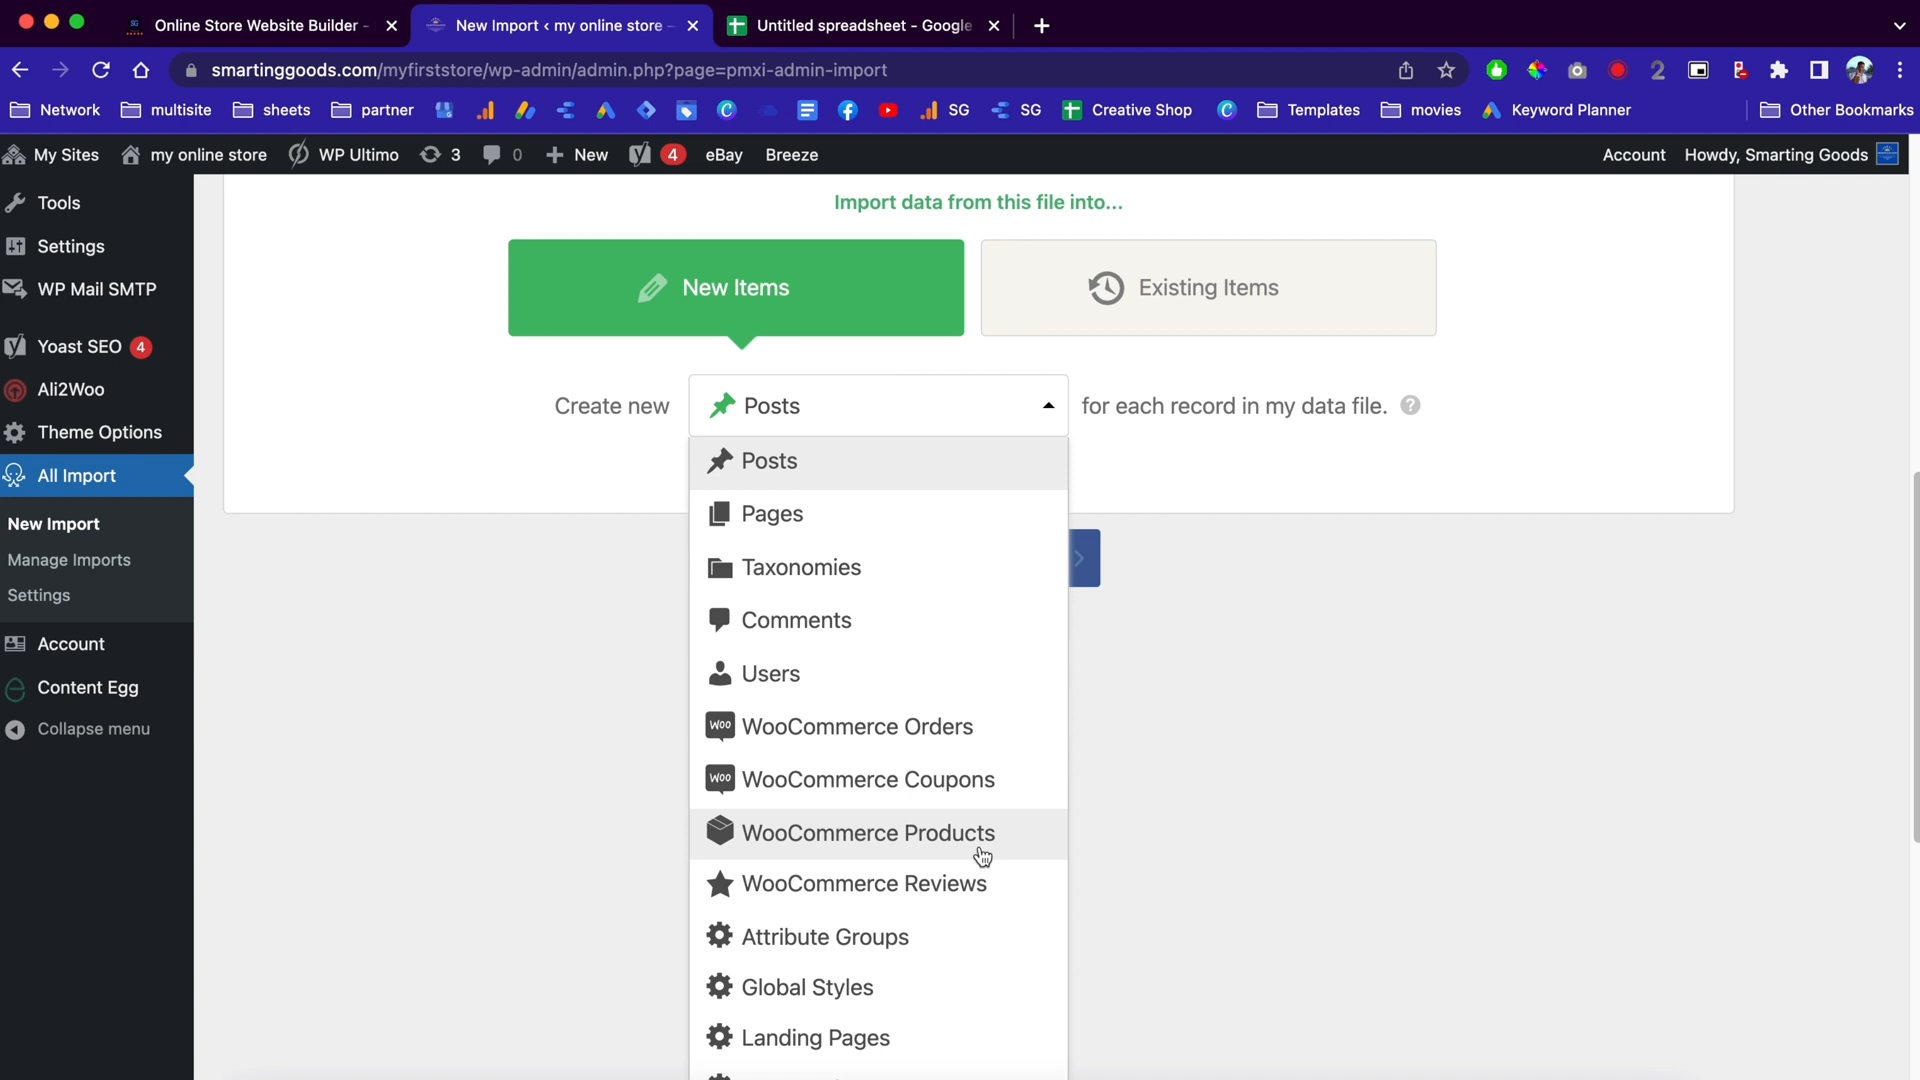 Online Store Website Builder -
New Import ‹ my online store -
Untitled spreadsheet - Google
smartinggoods.com/myfirststore/wp-admin/admin.php?page=pmxi-admin-import
2
Network
multisite
sheets
partner
SG
SG
Creative Shop
Templates
movies
Keyword Planner
Other Bookmarks
My Sites
my online store
WP Ultimo
3
0
New
4
eBay
Breeze
Account
Howdy, Smarting Goods
Tools
Settings
WP Mail SMTP
Yoast SEO 4
Ali2Woo
Theme Options
All Import
New Import
Manage Imports
Settings
Account
Content Egg
Collapse menu
Import data from this file into...
New Items
Existing Items
Create new Posts for each record in my data file. ?
Posts
Pages
Taxonomies
Comments
Users
Woo WooCommerce Orders
Woo WooCommerce Coupons
WooCommerce Products
WooCommerce Reviews
Attribute Groups
Global Styles
Landing Pages